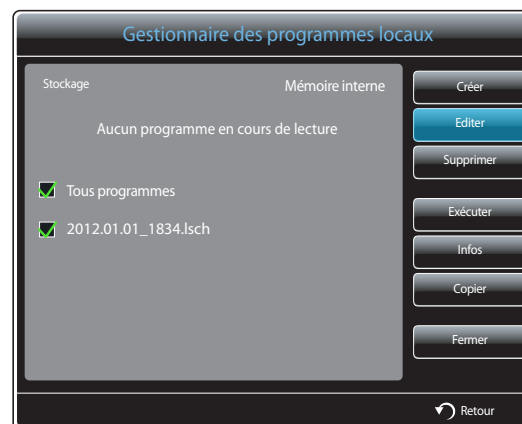 Gestionnaire des programmes locaux
Stockage
Mémoire interne
Aucun programme en cours de lecture
Tous programmes
2012.01.01_1834.lsch
Créer
Editer
Supprimer
Exécuter
Infos
Copier
Fermer
Retour